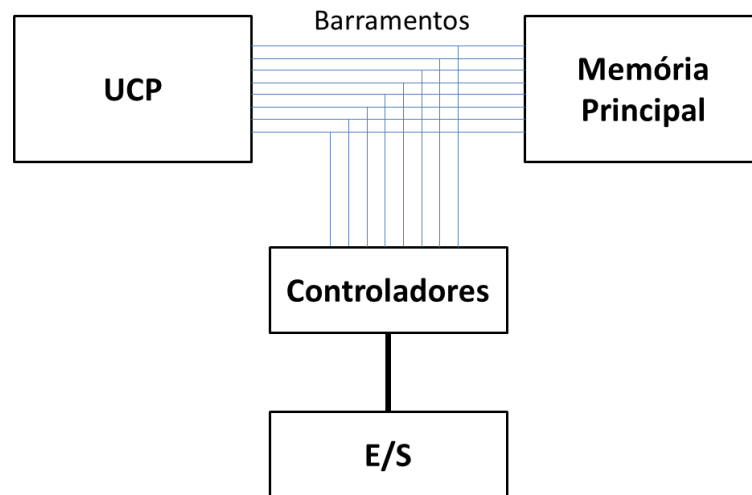 Barramentos
UCP
Memória
Principal
Controladores
E/S